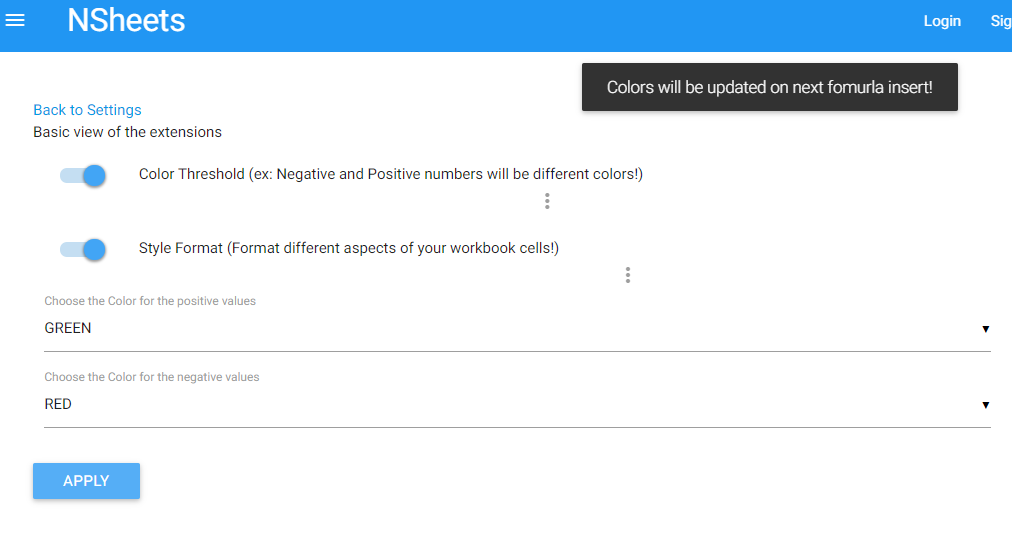 NSheets
Login
Sig
Colors will be updated on next fomurla insert!
Back to Settings
Basic view of the extensions
Color Threshold (ex: Negative and Positive numbers will be different colors!)
Style Format (Format different aspects of your workbook cells!)
Choose the Color for the positive values
GREEN
Choose the Color for the negative values
RED
APPLY